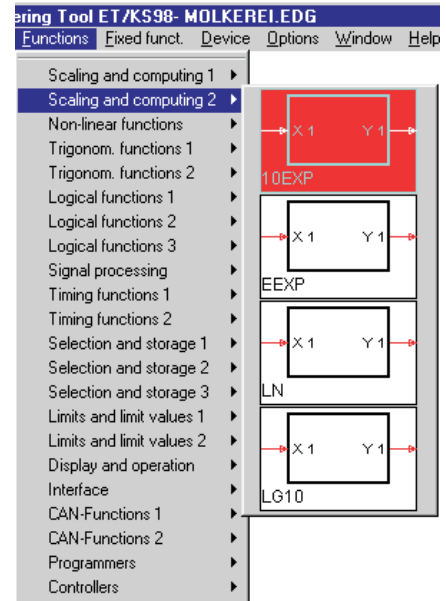 ering Tool ET/KS98- MOLKEREI.EDG
Functions Fixed funct. Device Options Window Help
Scaling and computing 1
Scaling and computing 2
Non-linear functions
Trigonom. functions 1
Trigonom. functions 2
Logical functions 1
Logical functions 2
Logical functions 3
Signal processing
Timing functions 1
Timing functions 2
Selection and storage 1
Selection and storage 2
Selection and storage 3
Limits and limit values 1
Limits and limit values 2
Display and operation
Interface
CAN-Functions 1
CAN-Functions 2
Programmers
Controllers
X 1 Y 1
10EXP
X 1 Y 1
EEXP
X 1 Y 1
LN
X 1 Y 1
LG10